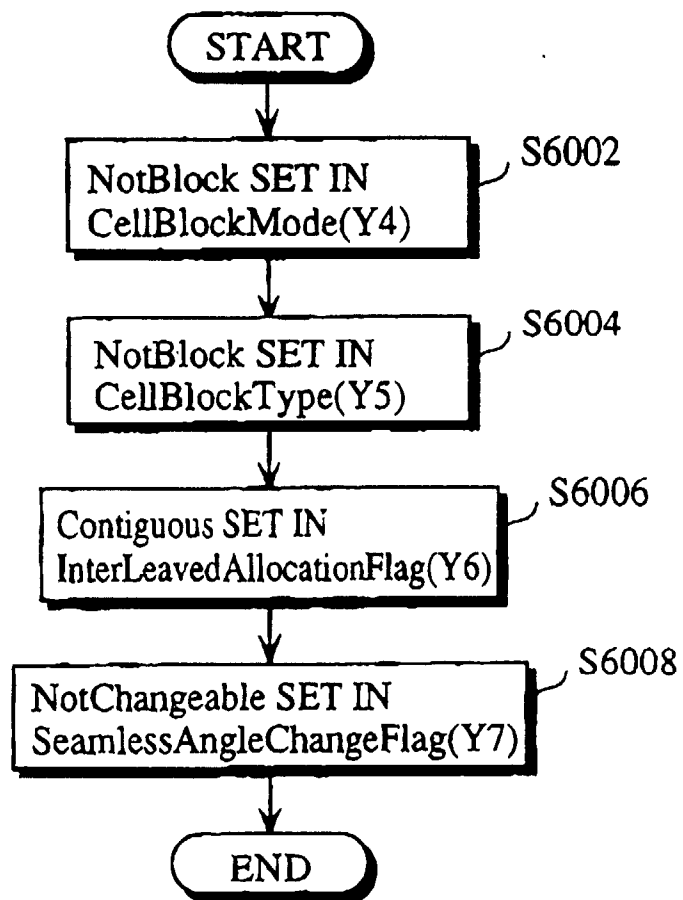 START
S6002
NotBlock SET IN
CellBlockMode(Y4)
S6004
NotBlock SET IN
CellBlockType(Y5)
S6006
Contiguous SET IN
InterLeavedAllocationFlag(Y6)
S6008
NotChangeable SET IN
SeamlessAngleChangeFlag(Y7)
END